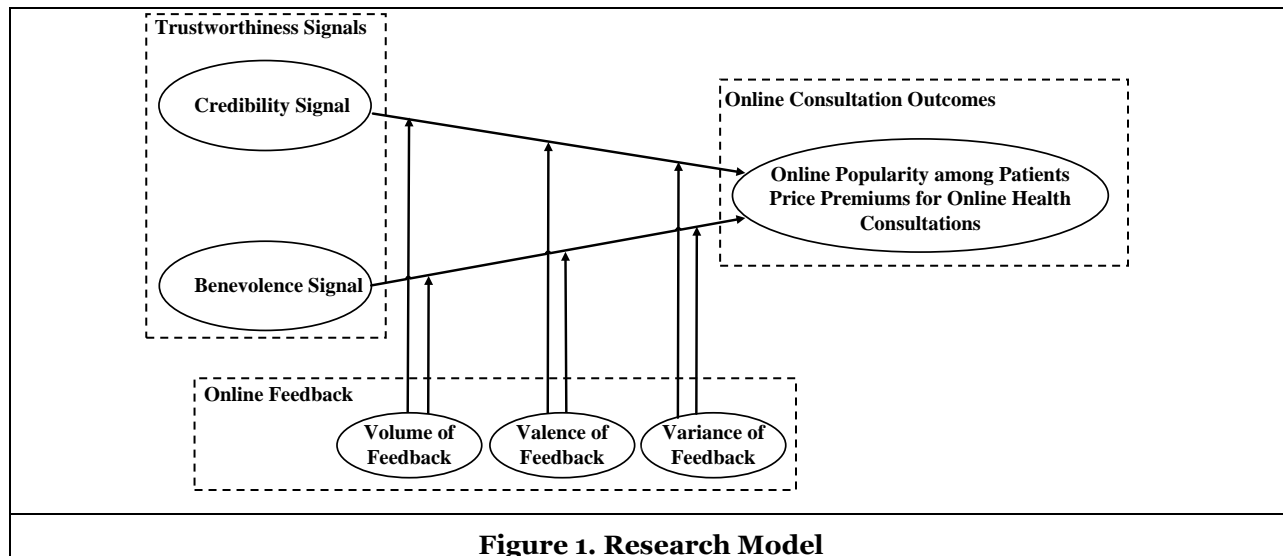 Trustworthiness Signals
Credibility Signal
Benevolence Signal
Online Consultation Outcomes
Online Popularity among Patients
Price Premiums for Online Health
Consultations
Online Feedback
Volume of
Feedback
Valence of
Feedback
Variance of
Feedback
Figure 1. Research Model